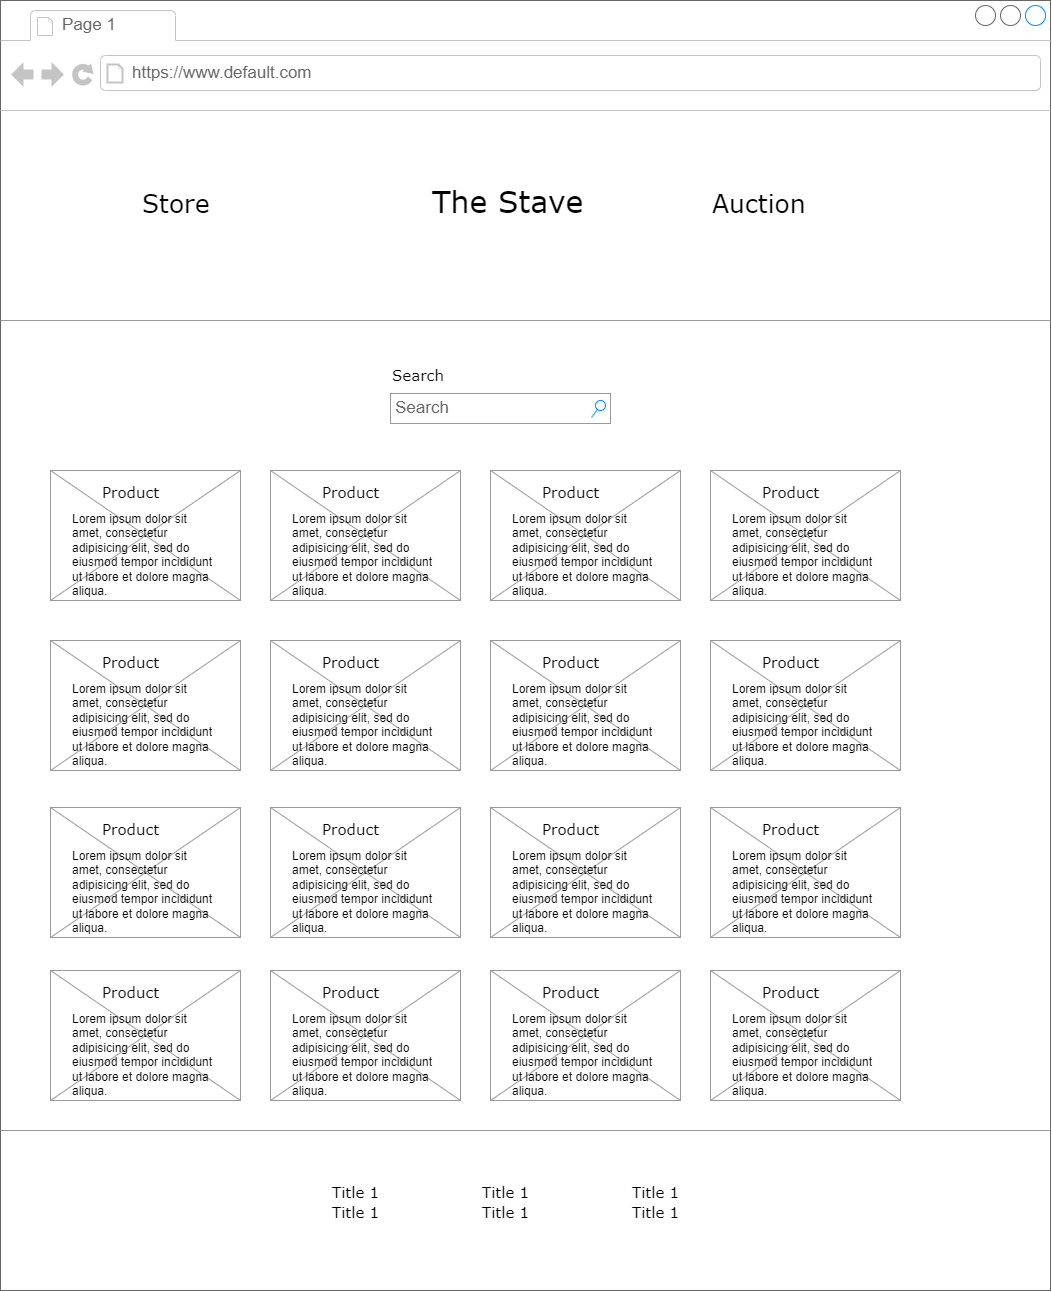 Page 1
https://www.default.com
Store The Stave Auction
Search
Search
Product
Lorem ipsum dolor sit
amet, consectetur
adipisicing elit, sed do
eiusmod tempor incididunt
ut labore et dolore magna
aliqua.
Product
Lorem ipsum dolor sit
amet, consectetur
adipisicing elit, sed do
eiusmod tempor incididunt
ut labore et dolore magna
aliqua.
Product
Lorem ipsum dolor sit
amet, consectetur
adipisicing elit, sed do
eiusmod tempor incididunt
ut labore et dolore magna
aliqua.
Product
Lorem ipsum dolor sit
amet, consectetur
adipisicing elit, sed do
eiusmod tempor incididunt
ut labore et dolore magna
aliqua.
Product
Lorem ipsum dolor sit
amet, consectetur
adipisicing elit, sed do
eiusmod tempor incididunt
ut labore et dolore magna
aliqua.
Product
Lorem ipsum dolor sit
amet, consectetur
adipisicing elit, sed do
eiusmod tempor incididunt
ut labore et dolore magna
aliqua.
Product
Lorem ipsum dolor sit
amet, consectetur
adipisicing elit, sed do
eiusmod tempor incididunt
ut labore et dolore magna
aliqua.
Product
Lorem ipsum dolor sit
amet, consectetur
adipisicing elit, sed do
eiusmod tempor incididunt
ut labore et dolore magna
aliqua.
Product
Lorem ipsum dolor sit
amet, consectetur
adipisicing elit, sed do
eiusmod tempor incididunt
ut labore et dolore magna
aliqua.
Product
Lorem ipsum dolor sit
amet, consectetur
adipisicing elit, sed do
eiusmod tempor incididunt
ut labore et dolore magna
aliqua.
Product
Lorem ipsum dolor sit
amet, consectetur
adipisicing elit, sed do
eiusmod tempor incididunt
ut labore et dolore magna
aliqua.
Product
Lorem ipsum dolor sit
amet, consectetur
adipisicing elit, sed do
eiusmod tempor incididunt
ut labore et dolore magna
aliqua.
Product
Lorem ipsum dolor sit
amet, consectetur
adipisicing elit, sed do
eiusmod tempor incididunt
ut labore et dolore magna
aliqua.
Product
Lorem ipsum dolor sit
amet, consectetur
adipisicing elit, sed do
eiusmod tempor incididunt
ut labore et dolore magna
aliqua.
Product
Lorem ipsum dolor sit
amet, consectetur
adipisicing elit, sed do
eiusmod tempor incididunt
ut labore et dolore magna
aliqua.
Product
Lorem ipsum dolor sit
amet, consectetur
adipisicing elit, sed do
eiusmod tempor incididunt
ut labore et dolore magna
aliqua.
Title 1 Title 1 Title 1
Title 1 Title 1 Title 1